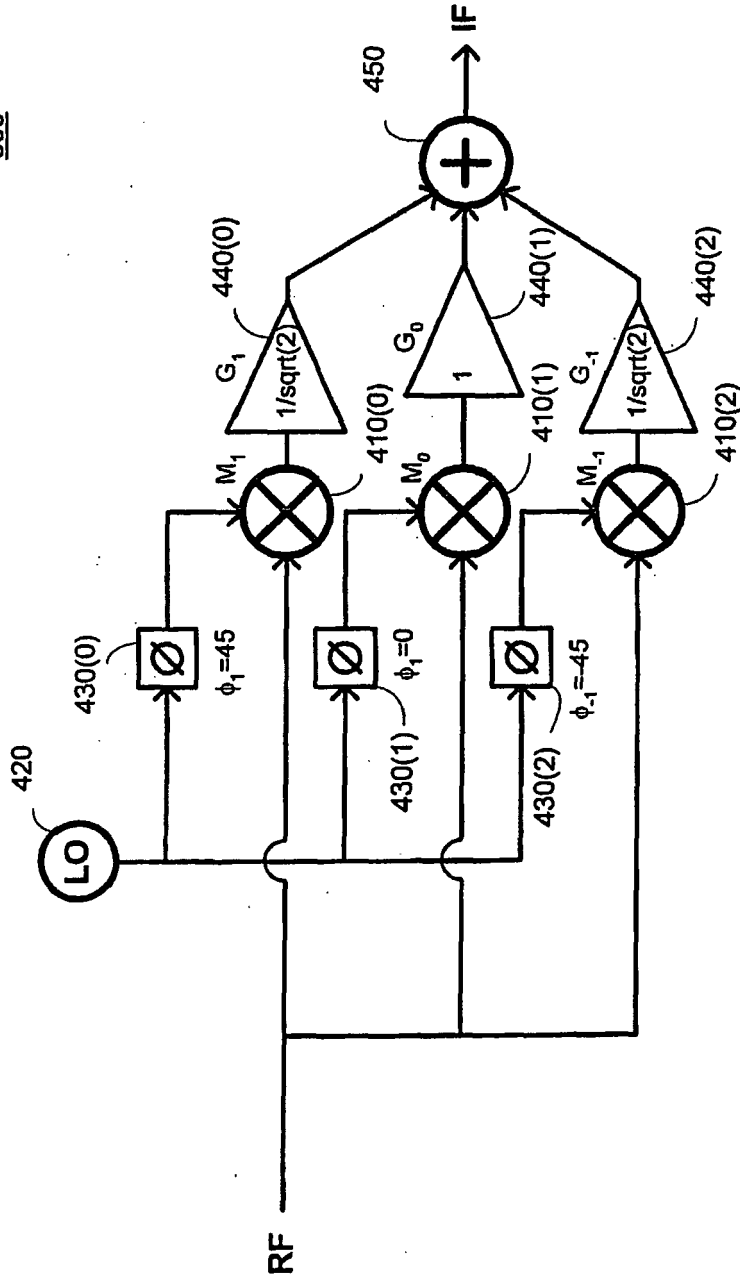 LO
420
430(0)
Ø
ϕ₁=45
M₁
410(0)
G₁
1/sqrt(2)
440(0)
430(1)
Ø
ϕ₁=0
M₀
410(1)
G₀
1
440(1)
430(2)
Ø
ϕ₋₁=-45
M₋₁
410(2)
G₋₁
1/sqrt(2)
440(2)
450
+
RF
IF